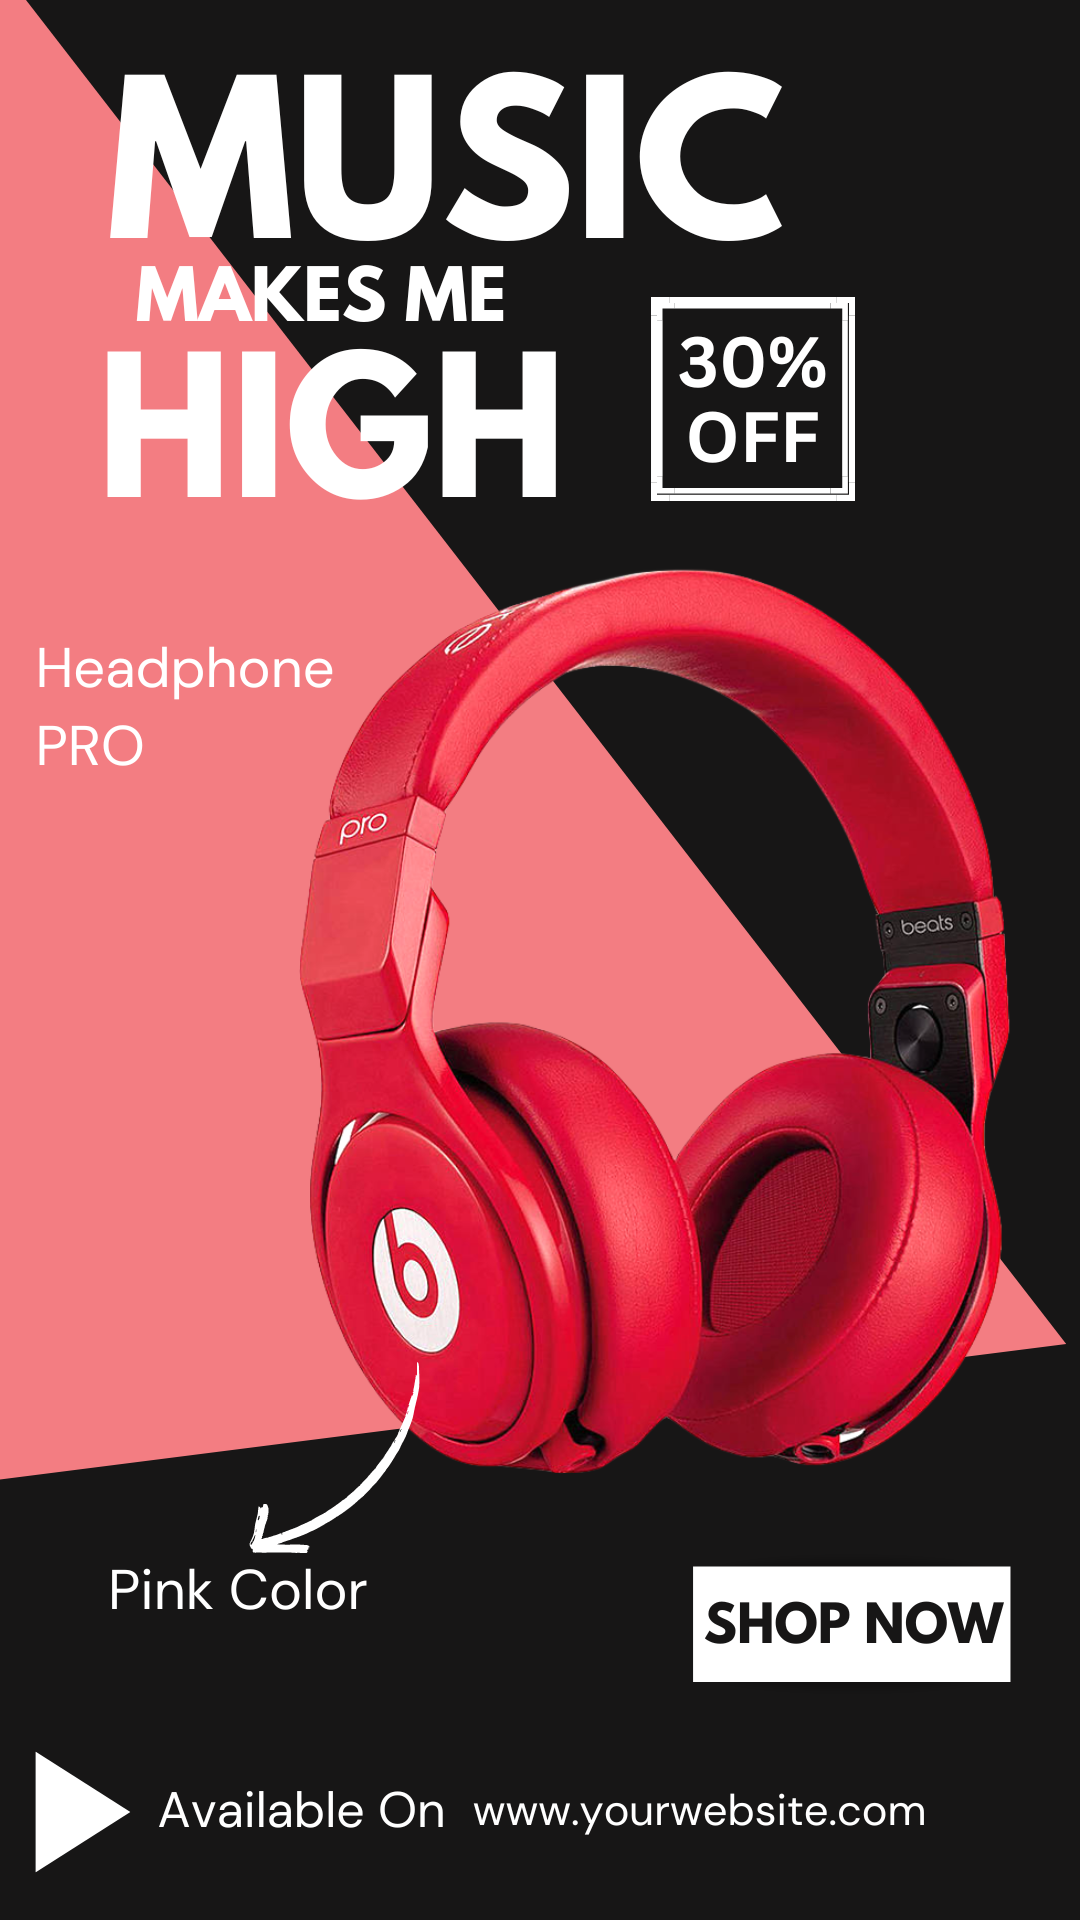 MUSIC
MAKES ME
HIGH
30%
OFF
Headphone
PRO
pro
beats
b
Pink Color
SHOP NOW
Available On www.yourwebsite.com